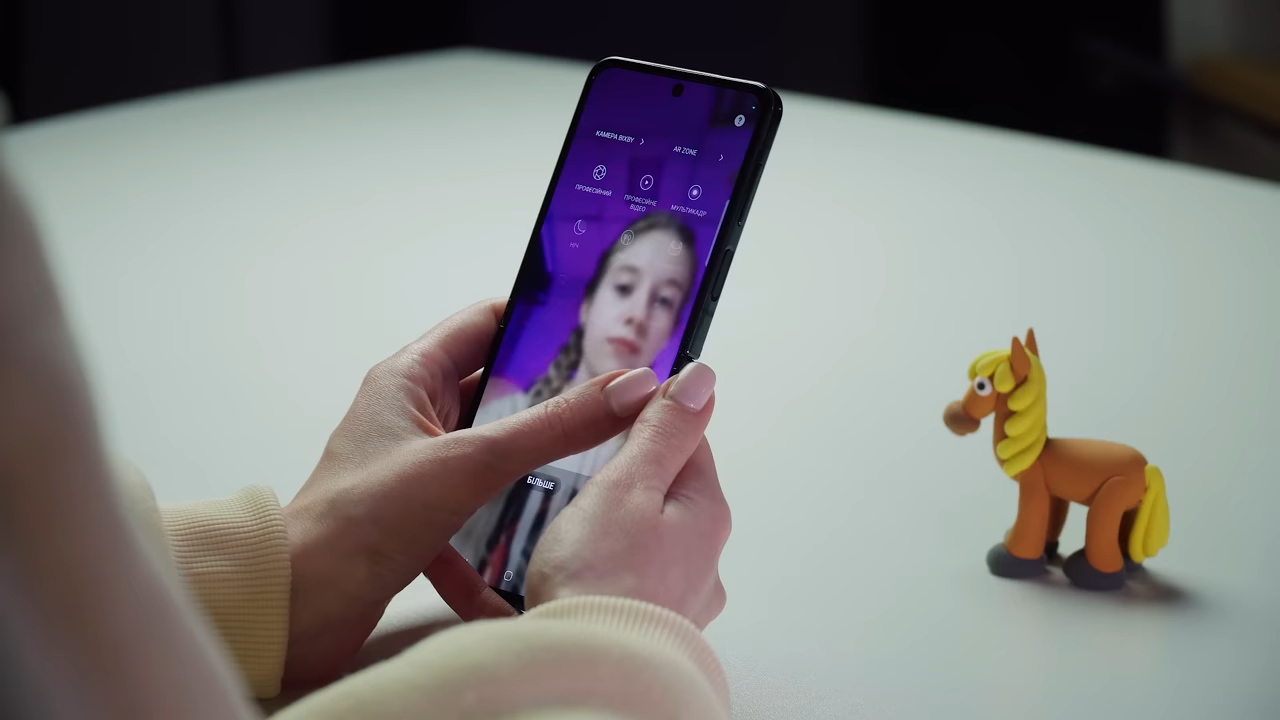 КАМЕРА BIXBY
AR ZONE
ПРОФЕСІЙНИЙ
ПРОФЕСІЙНЕ
ВІДЕО
МУЛЬТИКАДР
НІЧ
БІЛЬШЕ